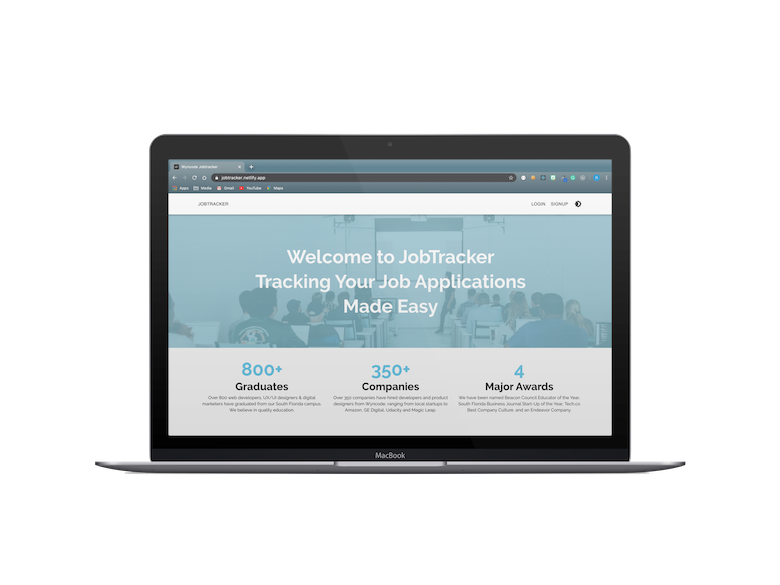 Wyncode Jobtracker
jobtracker.netlify.app
Apps Media Gmail YouTube Maps
JOBTRACKER LOGIN SIGNUP
Welcome to JobTracker
Tracking Your Job Applications
Made Easy
800+ 350+ 4
Graduates Companies Major Awards
Over 800 web developers, UX/UI designers & digital
marketers have graduated from our South Florida campus.
We believe in quality education.
Over 350 companies have hired developers and product
designers from Wyncode, ranging from local startups to
Amazon, GE Digital, Udacity and Magic Leap.
We have been named Beacon Council Educator of the Year,
South Florida Business Journal Start-Up of the Year, Tech.co
Best Company Culture, and an Endeavor Company.
MacBook